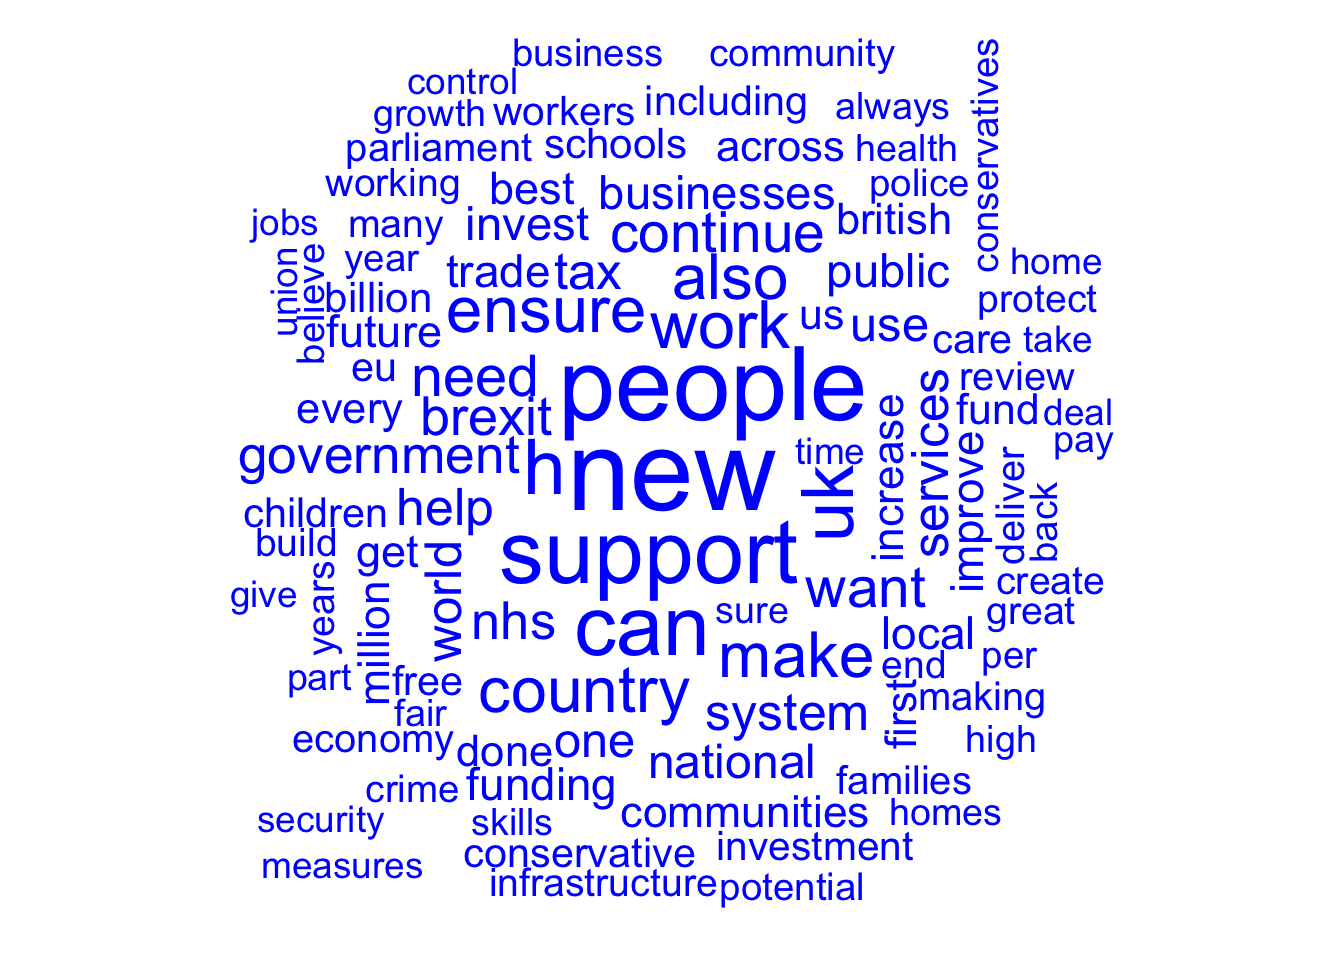 business community
control
growth workers including always
conservatives
parliament schools across health
working best businesses police
jobs many invest continue british
union believe year trade tax also public home
billion ensure work us use protect
future care take
eu need people review
every brexit increase services fund deal
government h new time uk improve deliver pay
children help back
build get world support want create
years million
give nhs can sure great
make local
part free country end per
fair system first making
economy done one national high
crime funding families
security skills communities homes
measures conservative investment
infrastructure potential